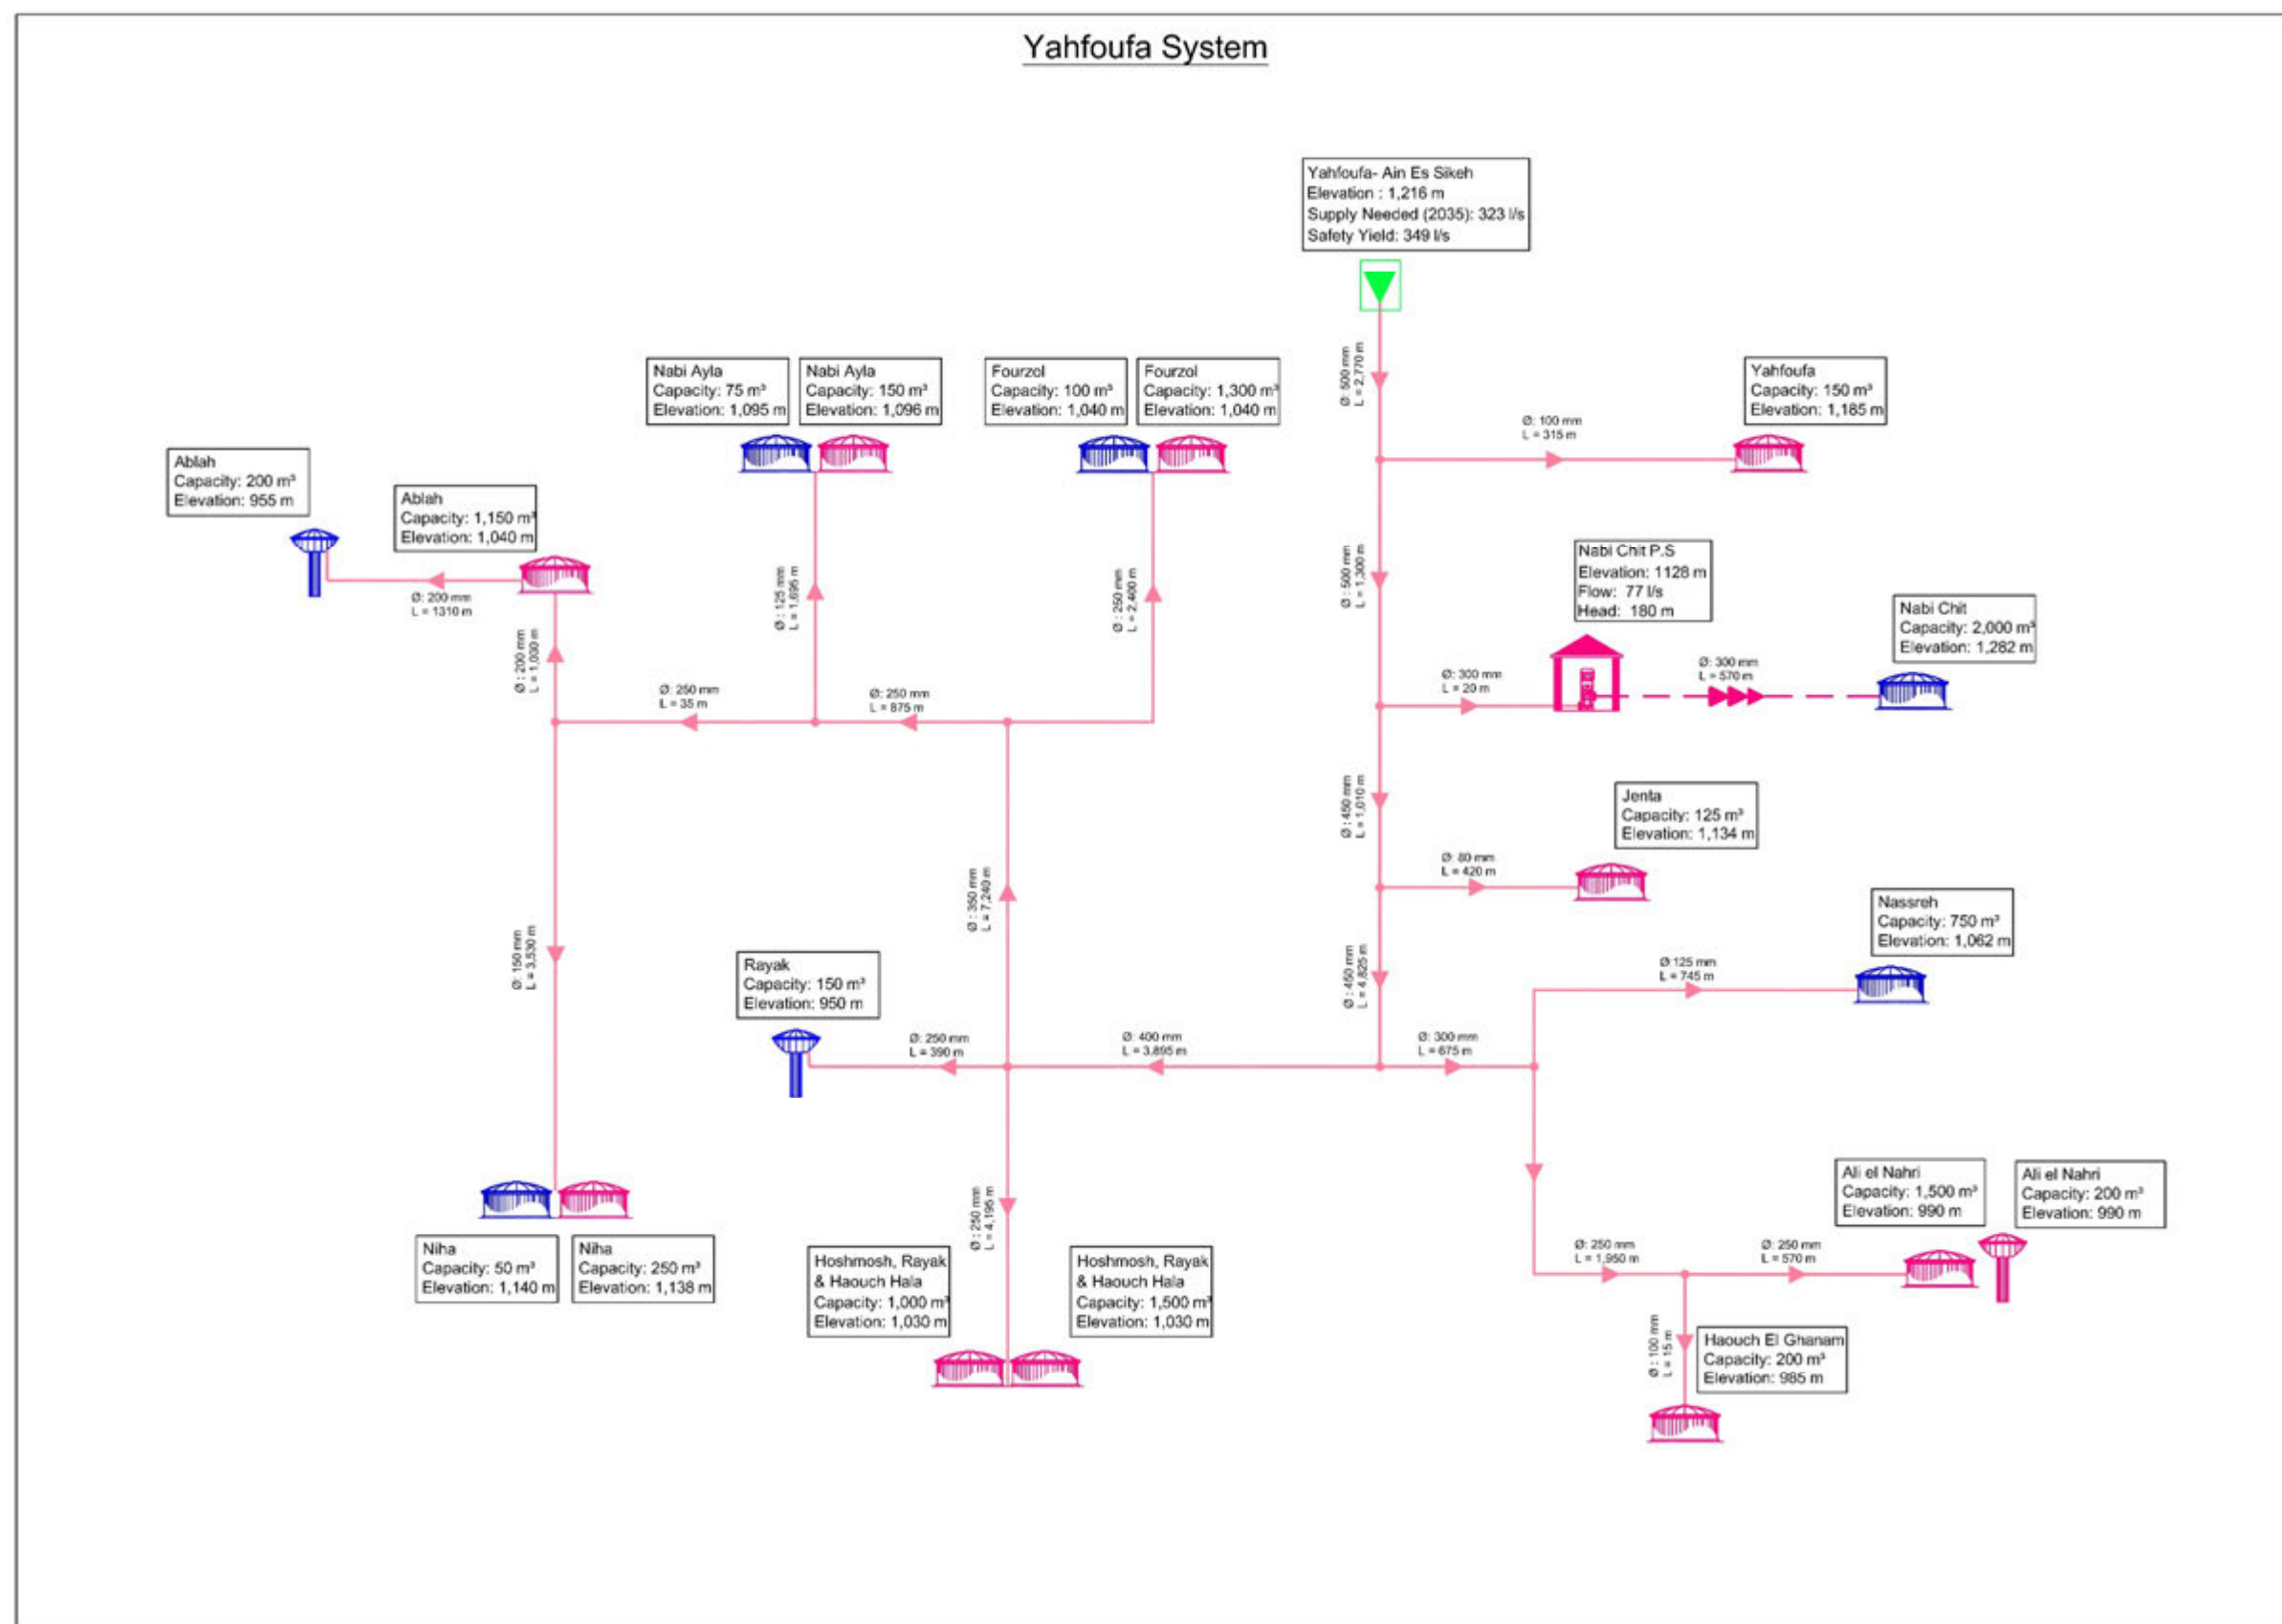 Yahfoufa System
Yahfoufa- Ain Es Sikeh
Elevation : 1,216 m
Supply Needed (2035): 323 l/s
Safety Yield: 349 l/s
Ø: 500 mm
L = 2,770 m
Nabi Ayla
Capacity: 75 m³
Elevation: 1,095 m
Nabi Ayla
Capacity: 150 m³
Elevation: 1,096 m
Fourzol
Capacity: 100 m³
Elevation: 1,040 m
Fourzol
Capacity: 1,300 m³
Elevation: 1,040 m
Yahfoufa
Capacity: 150 m³
Elevation: 1,185 m
Ø: 100 mm
L = 315 m
Ablah
Capacity: 200 m³
Elevation: 955 m
Ablah
Capacity: 1,150 m³
Elevation: 1,040 m
Ø: 200 mm
L = 1310 m
Ø : 200 mm
L = 1,030 m
Ø : 125 mm
L = 1,695 m
Ø : 250 mm
L = 2,400 m
Ø: 500 mm
L = 1,300 m
Nabi Chit P.S
Elevation: 1128 m
Flow: 77 l/s
Head: 180 m
Nabi Chit
Capacity: 2,000 m³
Elevation: 1,282 m
Ø: 300 mm
L = 20 m
Ø: 300 mm
L = 570 m
Ø: 250 mm
L = 35 m
Ø: 250 mm
L = 875 m
Ø: 450 mm
L = 1,010 m
Jenta
Capacity: 125 m³
Elevation: 1,134 m
Ø: 80 mm
L = 420 m
Ø : 350 mm
L = 7,240 m
Nassreh
Capacity: 750 m³
Elevation: 1,062 m
Ø:125 mm
L = 745 m
Ø: 150 mm
L = 3,530 m
Rayak
Capacity: 150 m³
Elevation: 950 m
Ø : 450 mm
L = 4,825 m
Ø: 250 mm
L = 390 m
Ø: 400 mm
L = 3,895 m
Ø: 300 mm
L = 675 m
Ø : 250 mm
L = 4,195 m
Ali el Nahri
Capacity: 1,500 m³
Elevation: 990 m
Ali el Nahri
Capacity: 200 m³
Elevation: 990 m
Ø: 250 mm
L = 1,950 m
Ø: 250 mm
L = 570 m
Niha
Capacity: 50 m³
Elevation: 1,140 m
Niha
Capacity: 250 m³
Elevation: 1,138 m
Hoshmosh, Rayak
& Haouch Hala
Capacity: 1,000 m³
Elevation: 1,030 m
Hoshmosh, Rayak
& Haouch Hala
Capacity: 1,500 m³
Elevation: 1,030 m
Ø : 100 mm
L = 15 m
Haouch El Ghanam
Capacity: 200 m³
Elevation: 985 m